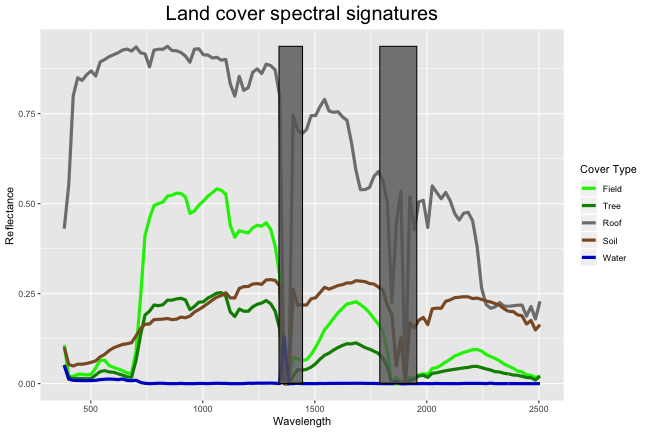 Land cover spectral signatures
Reflectance
0.75
0.50
0.25
0.00
500
1000
1500
2000
2500
Wavelength
Cover Type
Field
Tree
Roof
Soil
Water